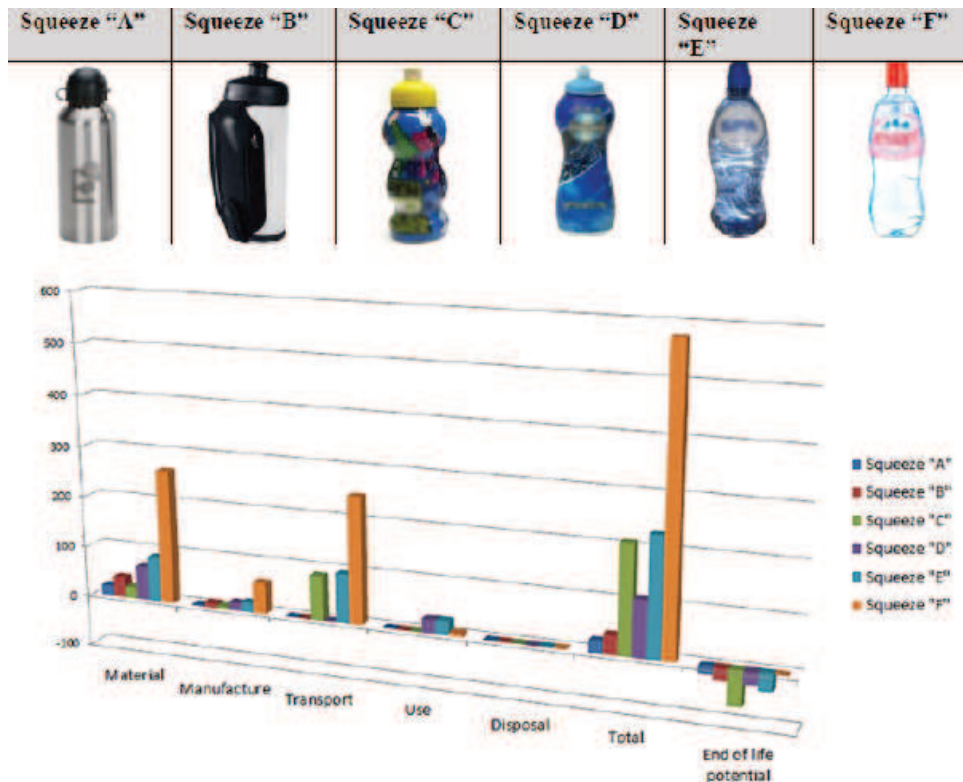 Squeeze “A”
Squeeze “B”
Squeeze “C”
Squeeze “D”
Squeeze
“E”
Squeeze “F”
600
500
400
300
200
100
0
-100
Material
Manufacture
Transport
Use
Disposal
Total
End of life
potential
Squeeze "A"
Squeeze "B"
Squeeze "C"
Squeeze "D"
Squeeze "E"
Squeeze "F"